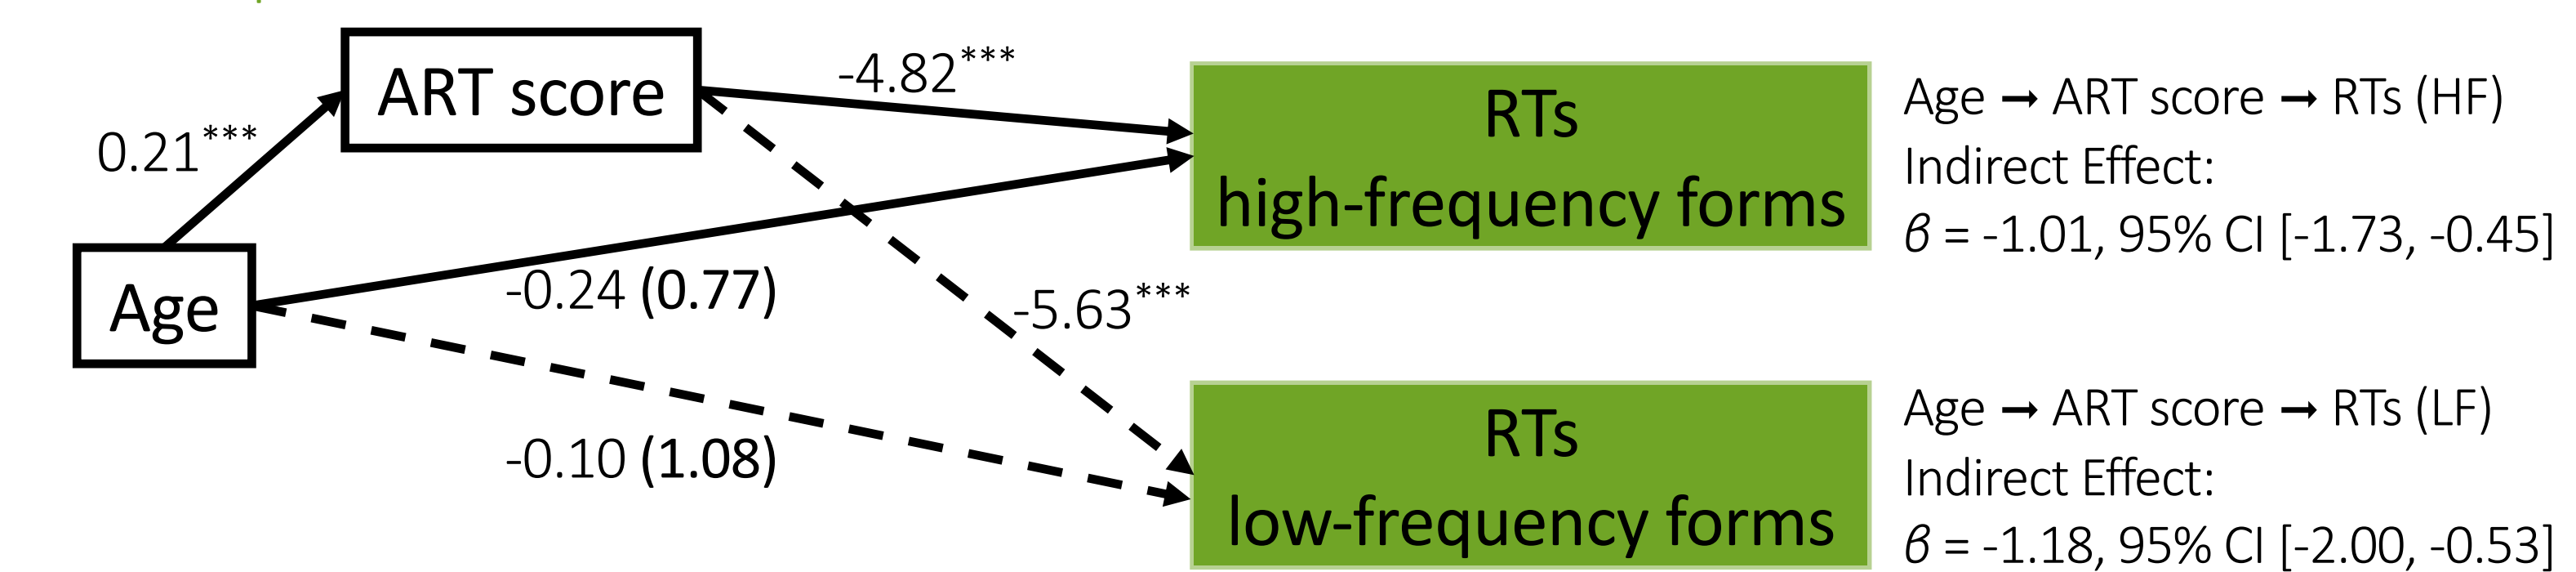 ART score
-4.82***
0.21***
Age
-0.24 (0.77)
-5.63***
-0.10 (1.08)
RTs
high-frequency forms
RTs
low-frequency forms
Age → ART score → RTs (HF)
Indirect Effect:
β = -1.01, 95% CI [-1.73, -0.45]
Age → ART score → RTs (LF)
Indirect Effect:
β = -1.18, 95% CI [-2.00, -0.53]